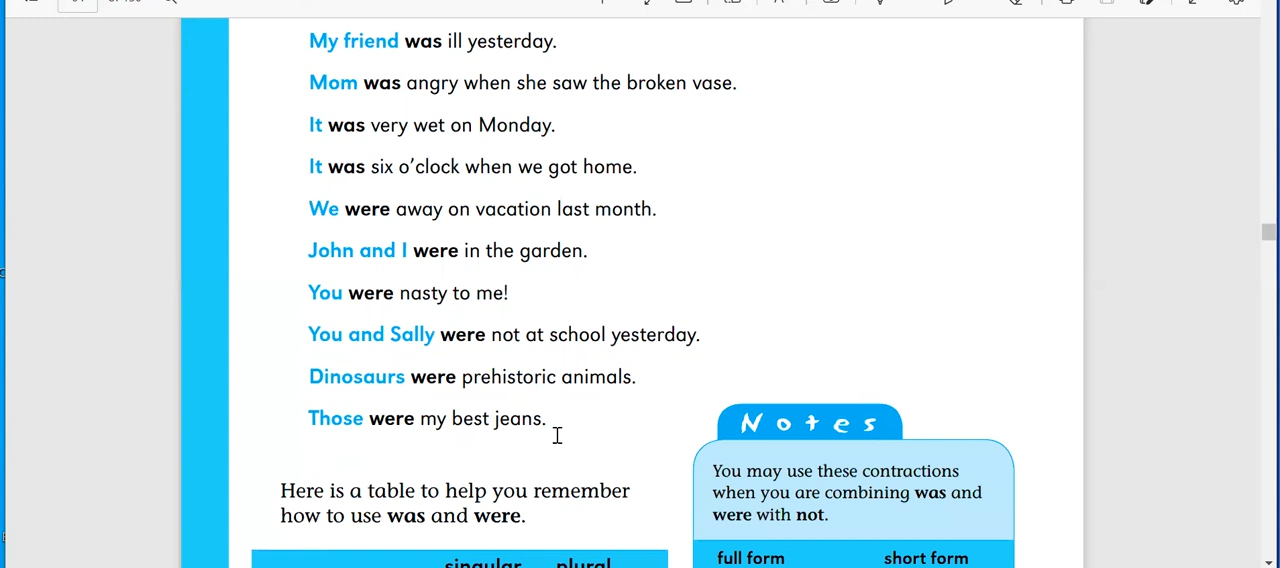 My friend was ill yesterday.
Mom was angry when she saw the broken vase.
It was very wet on Monday.
It was six o’clock when we got home.
We were away on vacation last month.
John and I were in the garden.
You were nasty to me!
You and Sally were not at school yesterday.
Dinosaurs were prehistoric animals.
Those were my best jeans.
Here is a table to help you remember
how to use was and were.
singular plural
Notes
You may use these contractions
when you are combining was and
were with not.
full form short form